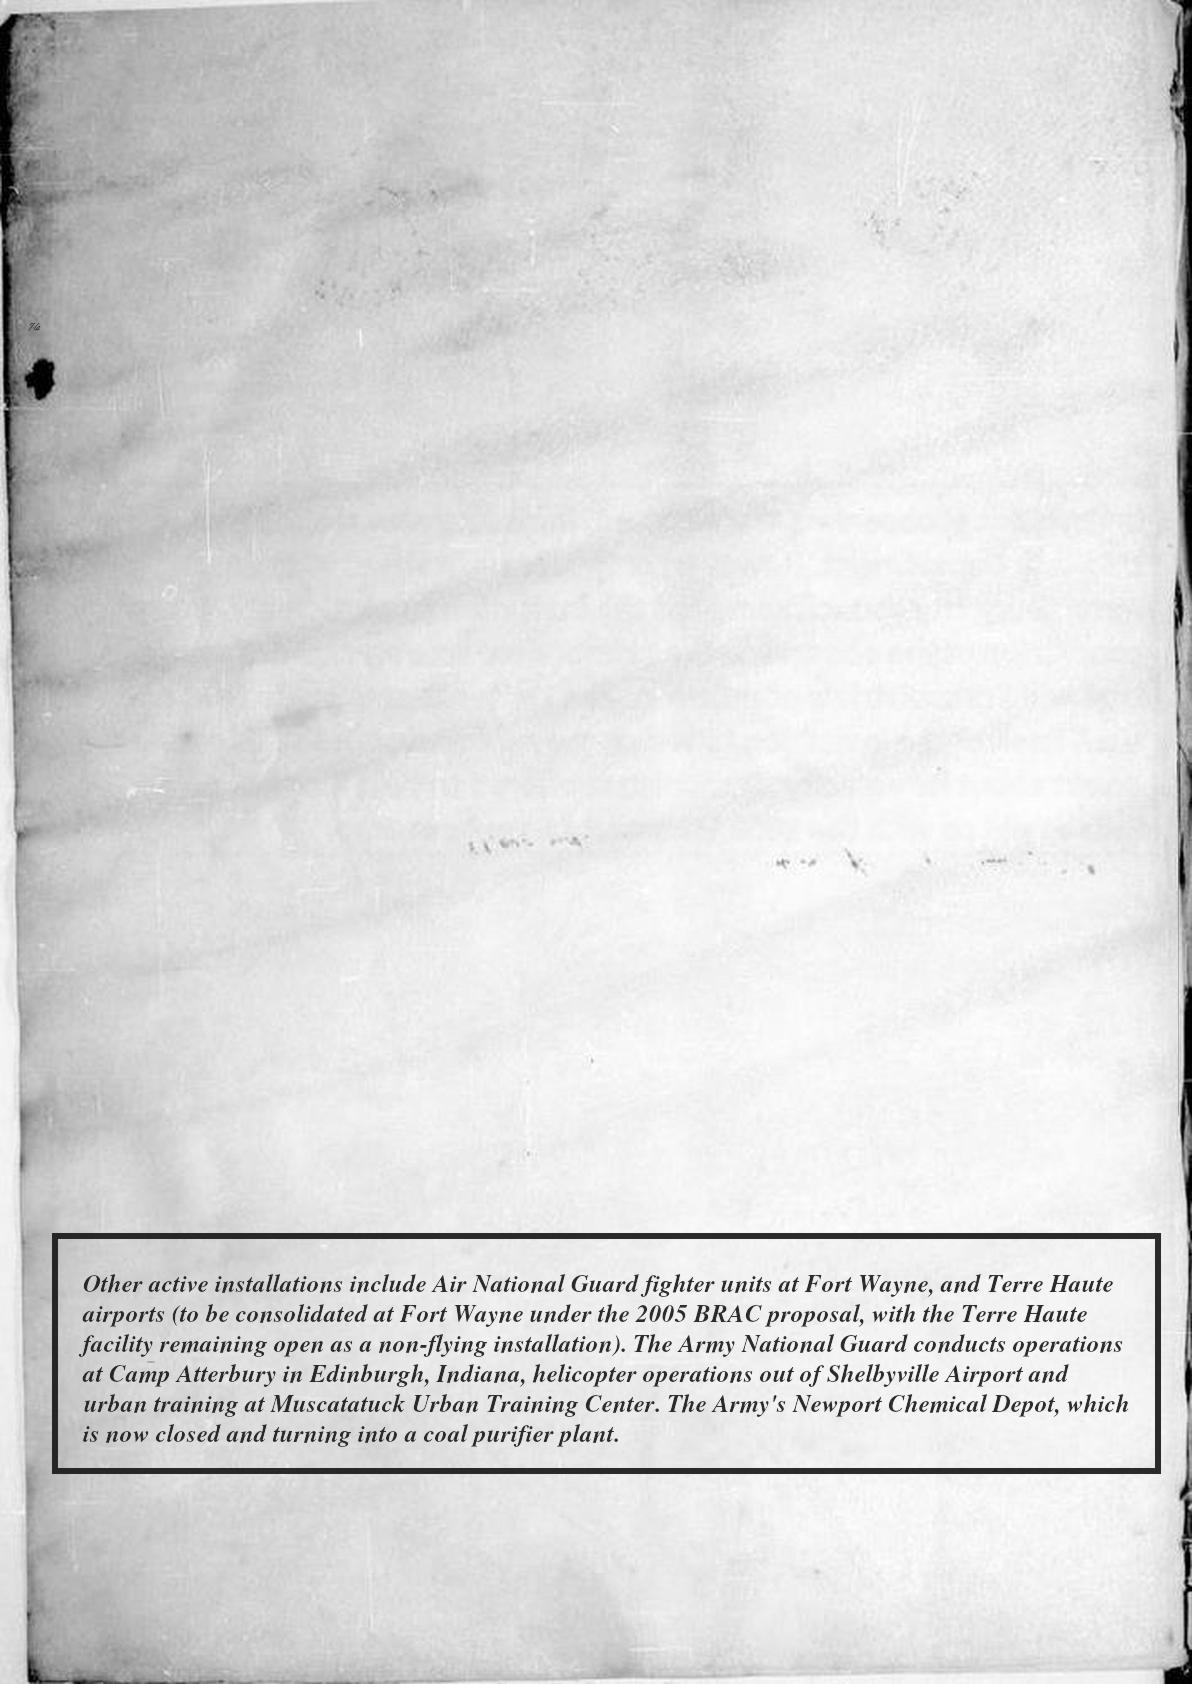 Other active installations include Air National Guard fighter units at Fort Wayne, and Terre Haute
airports (to be consolidated at Fort Wayne under the 2005 BRAC proposal, with the Terre Haute
facility remaining open as a non-flying installation). The Army National Guard conducts operations
at Camp Atterbury in Edinburgh, Indiana, helicopter operations out of Shelbyville Airport and
urban training at Muscatatuck Urban Training Center. The Army's Newport Chemical Depot, which
is now closed and turning into a coal purifier plant.